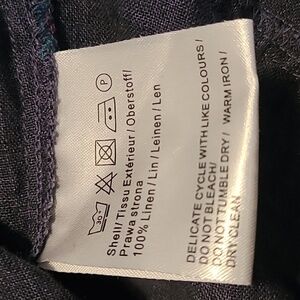 P
30°
Shell/ Tissu Extérieur / Oberstoff/
Prawa strona
100% Linen / Lin / Leinen / Len
DELICATE CYCLE WITH LIKE COLOURS /
DO NOT BLEACH/
DO NOT TUMBLE DRY / WARM IRON /
DRY CLEAN